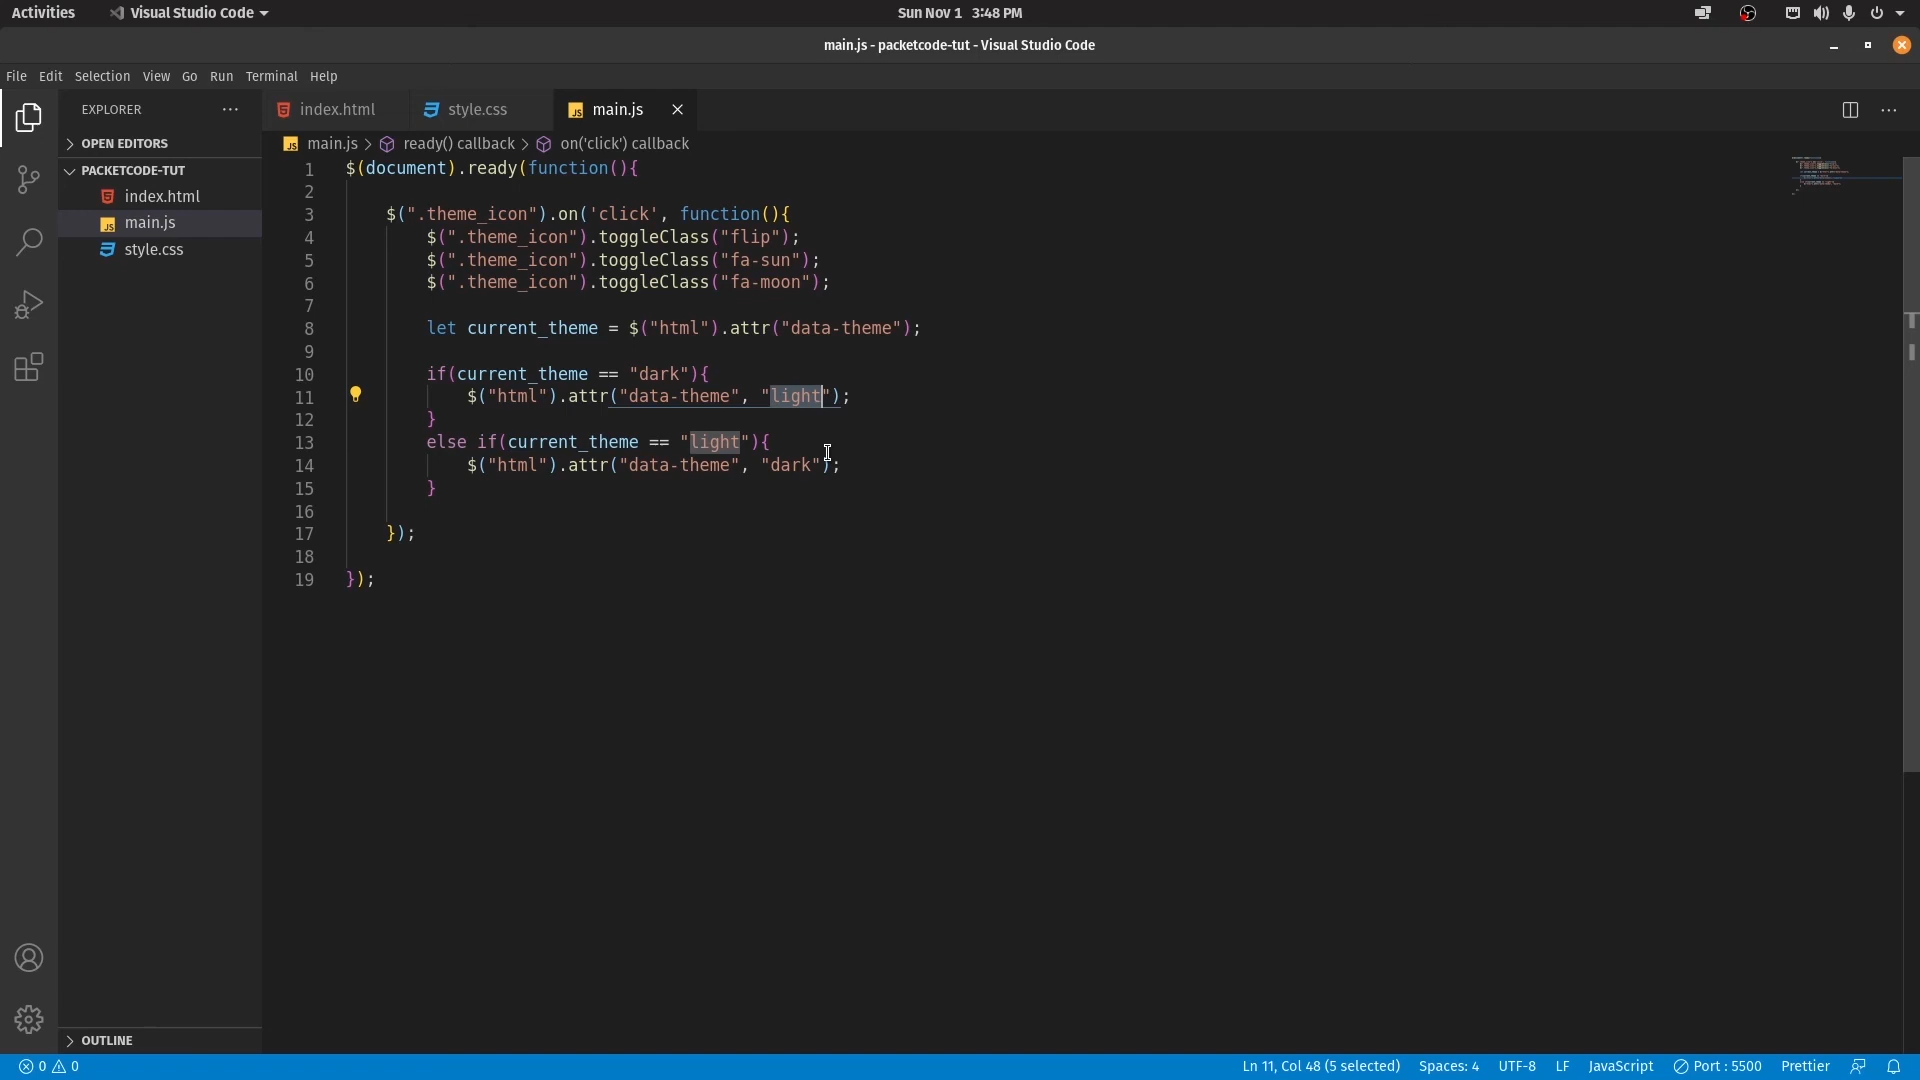 Activities Visual Studio Code Sun Nov 1 3:48 PM
main.js - packetcode-tut - Visual Studio Code
File Edit Selection View Go Run Terminal Help
EXPLORER
OPEN EDITORS
PACKETCODE-TUT
index.html
main.js
style.css
OUTLINE
index.html style.css main.js
main.js > ready() callback > on('click') callback
1 $(document).ready(function(){
2
3 $(".theme_icon").on('click', function(){
4 $(".theme_icon").toggleClass("flip");
5 $(".theme_icon").toggleClass("fa-sun");
6 $(".theme_icon").toggleClass("fa-moon");
7
8 let current_theme = $("html").attr("data-theme");
9
10 if(current_theme == "dark"){
11 $("html").attr("data-theme", "light");
12 }
13 else if(current_theme == "light"){
14 $("html").attr("data-theme", "dark");
15 }
16
17 });
18
19 });
0 0 Ln 11, Col 48 (5 selected) Spaces: 4 UTF-8 LF JavaScript Port : 5500 Prettier